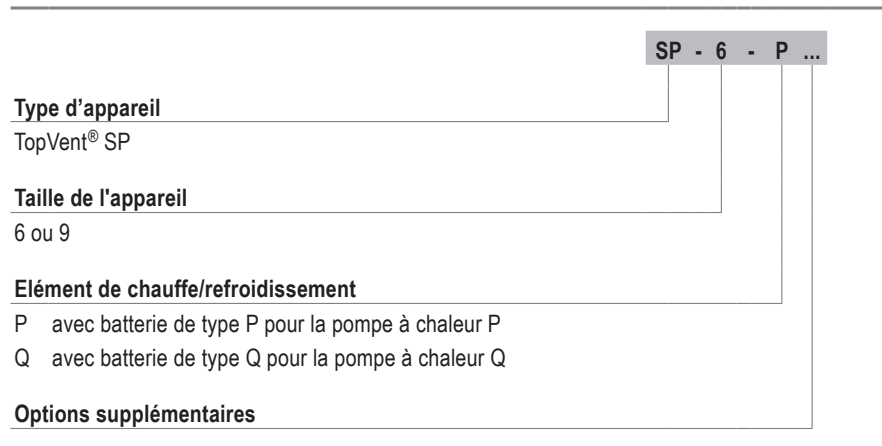 SP - 6 - P ...
Type d’appareil
TopVent® SP
Taille de l'appareil
6 ou 9
Elément de chauffe/refroidissement
P avec batterie de type P pour la pompe à chaleur P
Q avec batterie de type Q pour la pompe à chaleur Q
Options supplémentaires